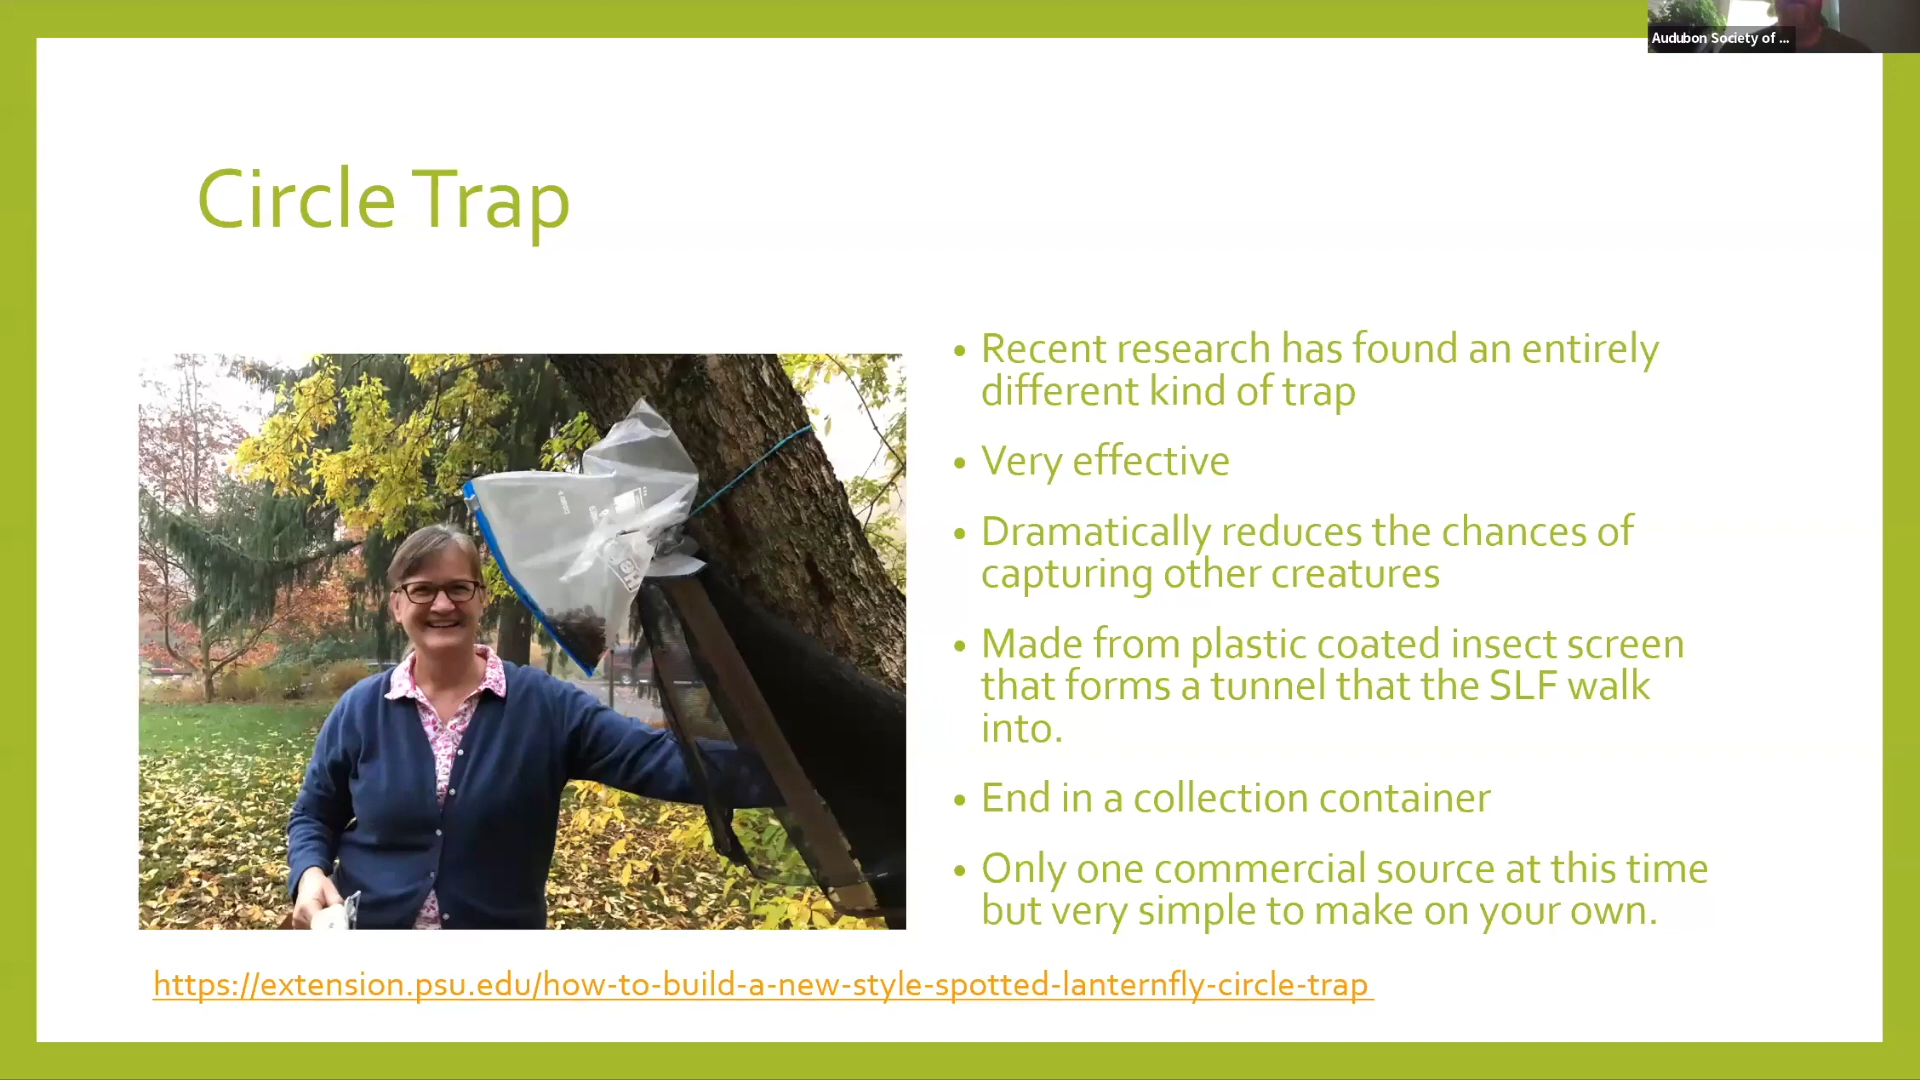 Audubon Society of ...
Circle Trap
• Recent research has found an entirely
different kind of trap
• Very effective
• Dramatically reduces the chances of
capturing other creatures
• Made from plastic coated insect screen
that forms a tunnel that the SLF walk
into.
• End in a collection container
• Only one commercial source at this time
but very simple to make on your own.
https://extension.psu.edu/how-to-build-a-new-style-spotted-lanternfly-circle-trap